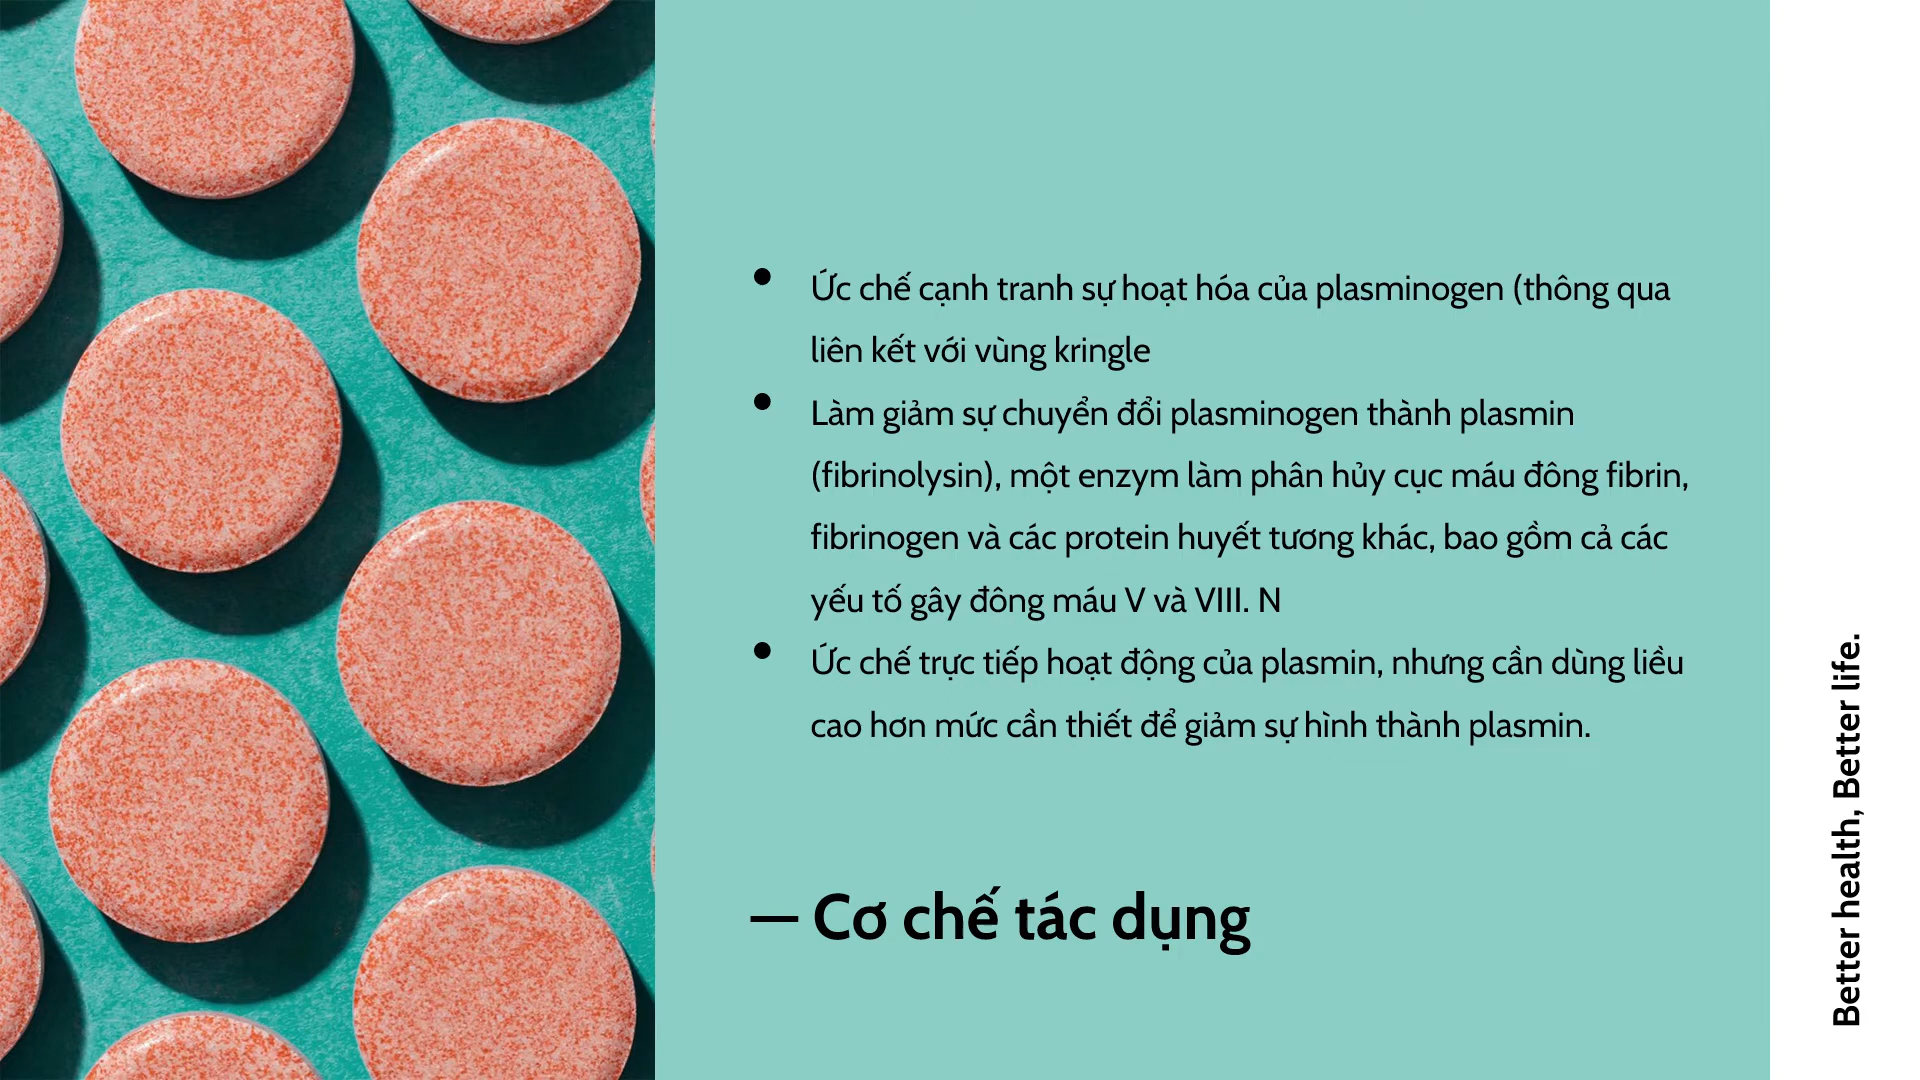 Ức chế cạnh tranh sự hoạt hóa của plasminogen (thông qua
liên kết với vùng kringle
Làm giảm sự chuyển đổi plasminogen thành plasmin
(fibrinolysin), một enzym làm phân hủy cục máu đông fibrin,
fibrinogen và các protein huyết tương khác, bao gồm cả các
yếu tố gây đông máu V và VIII. N
Ức chế trực tiếp hoạt động của plasmin, nhưng cần dùng liều
cao hơn mức cần thiết để giảm sự hình thành plasmin.
— Cơ chế tác dụng
Better health, Better life.